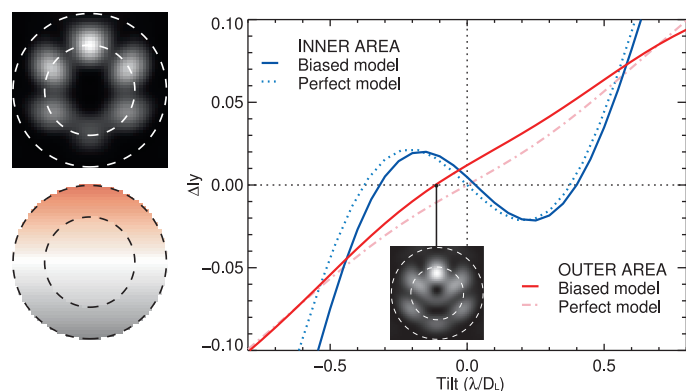 0.10
0.05
0.00
−0.05
−0.10
ΔIy
INNER AREA
Biased model
Perfect model
OUTER AREA
Biased model
Perfect model
−0.5
0.0
0.5
Tilt (λ/D_L)